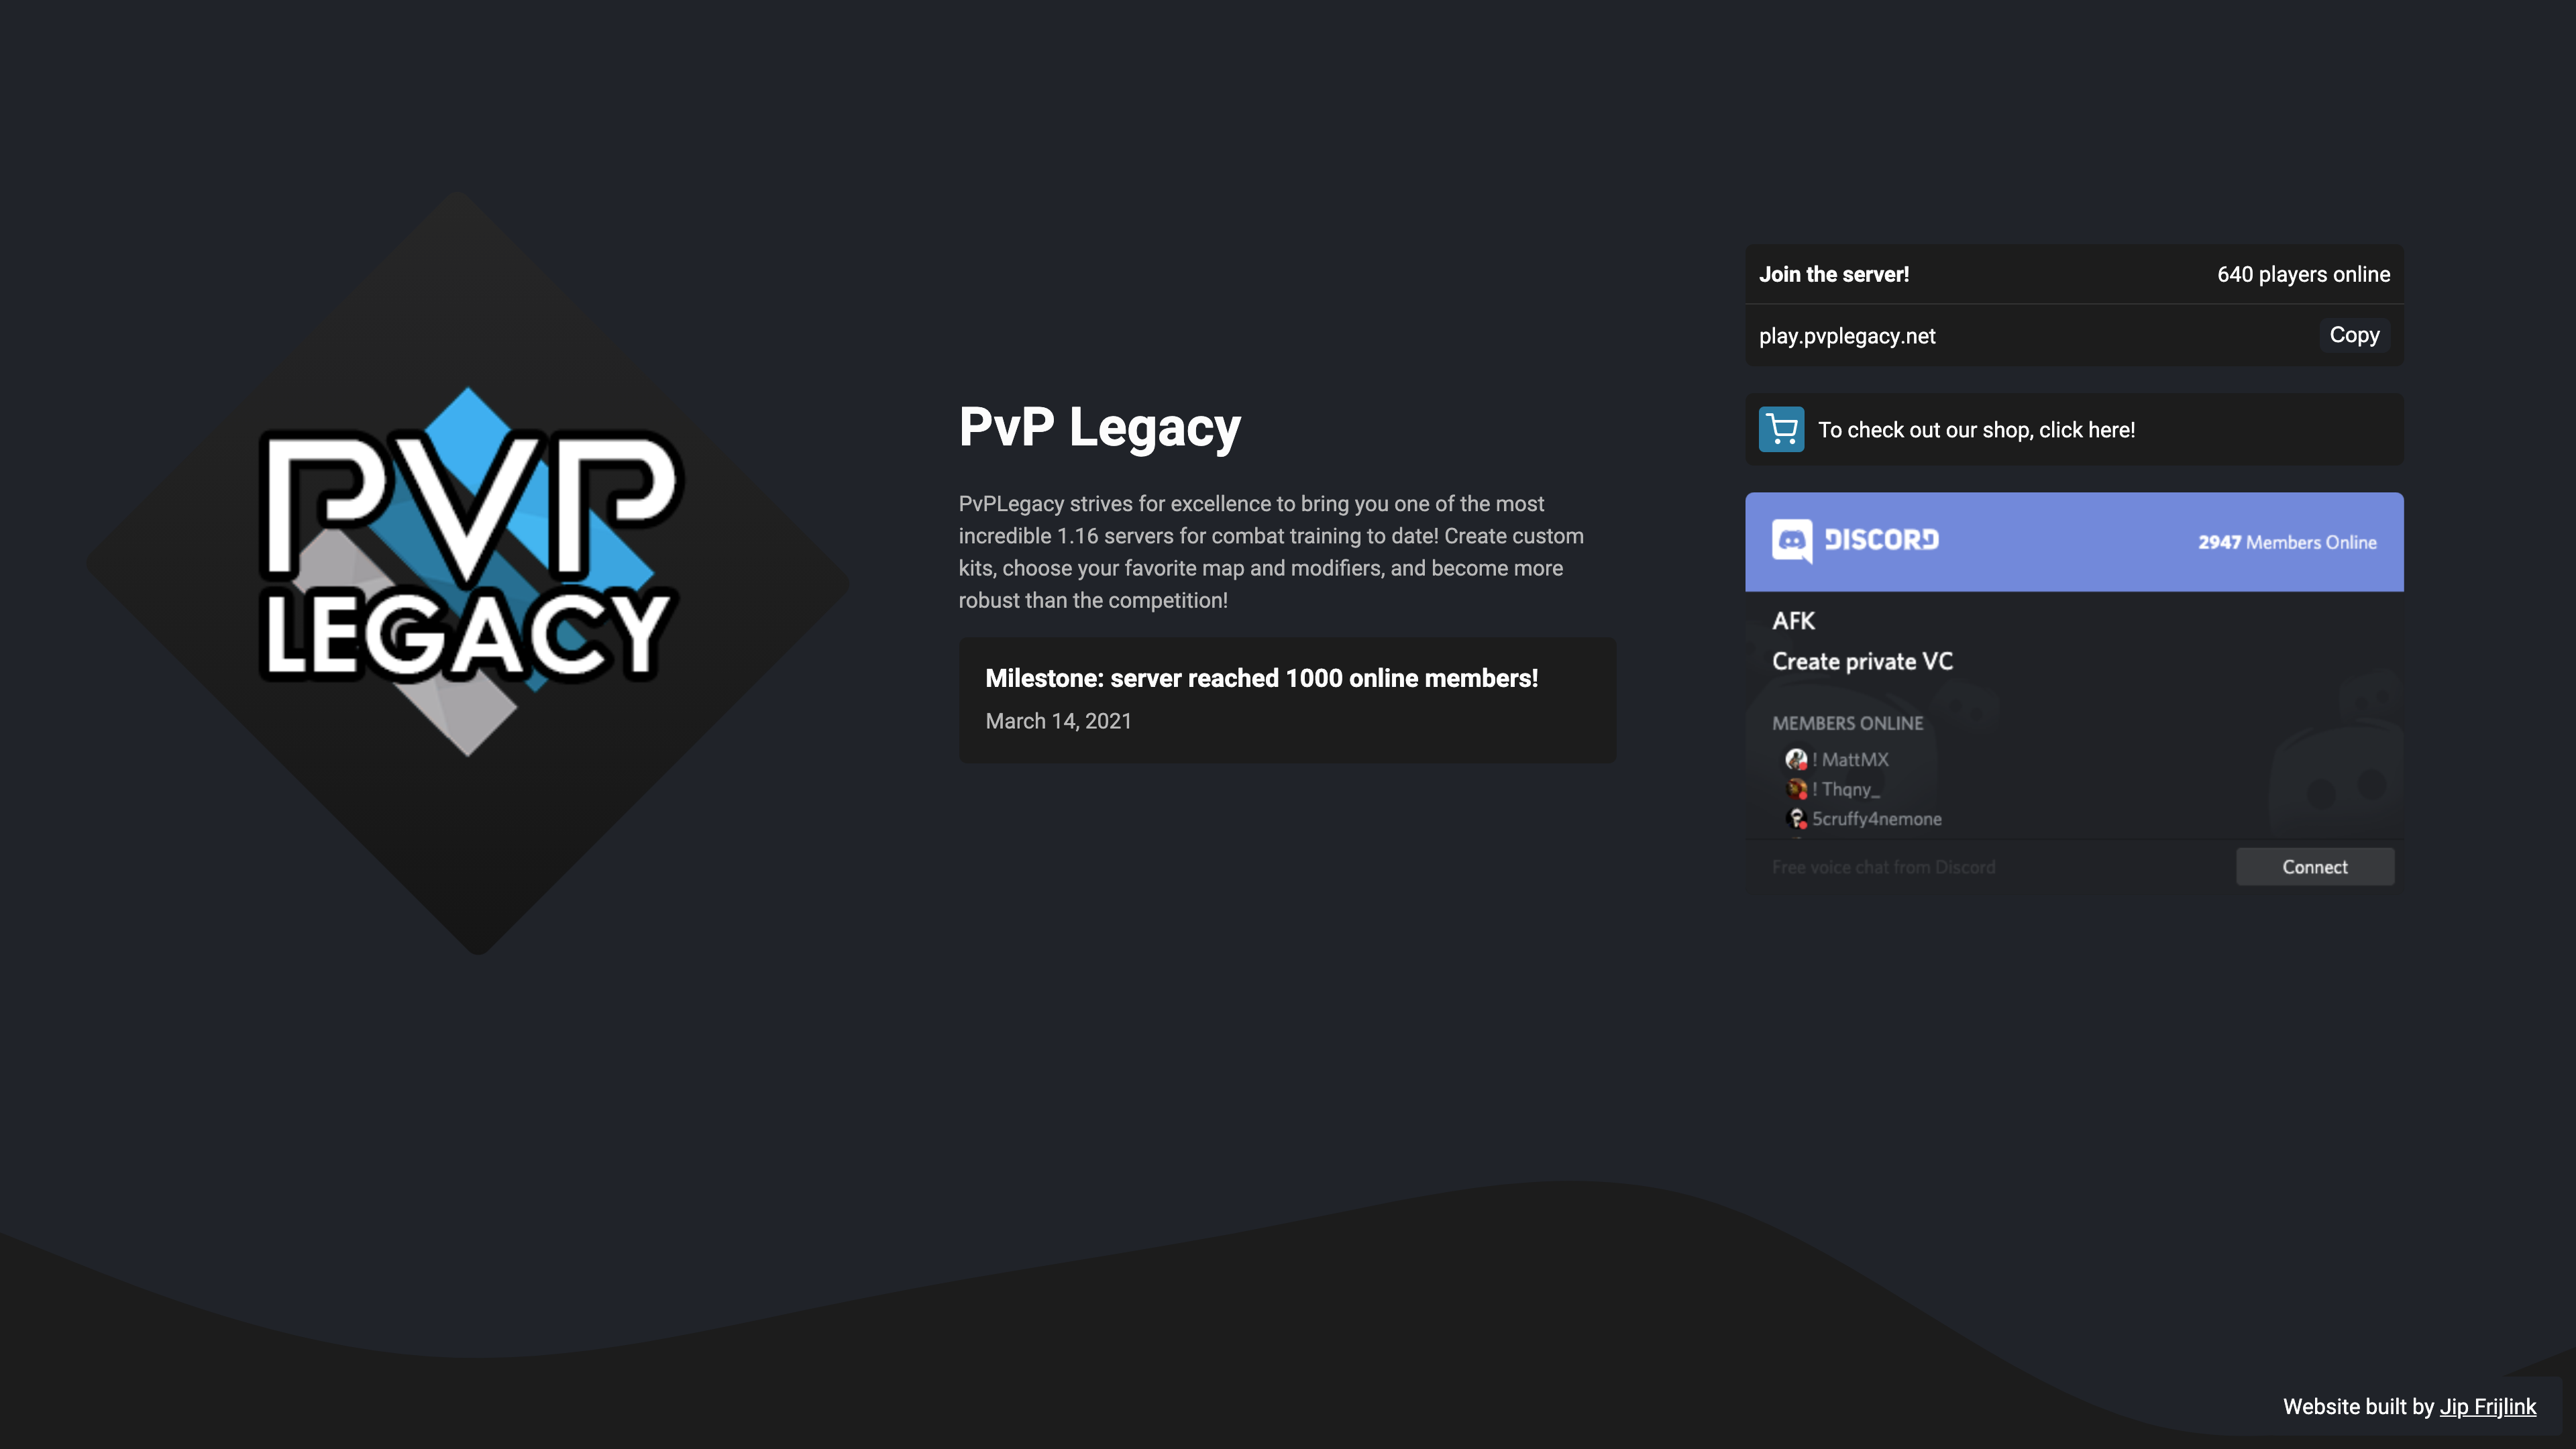 PVP
LEGACY
PvP Legacy
PvPLegacy strives for excellence to bring you one of the most
incredible 1.16 servers for combat training to date! Create custom
kits, choose your favorite map and modifiers, and become more
robust than the competition!
Milestone: server reached 1000 online members!
March 14, 2021
Join the server! 640 players online
play.pvplegacy.net Copy
To check out our shop, click here!
DISCORD 2947 Members Online
AFK
Create private VC
MEMBERS ONLINE
! MattMX
! Thqny_
5cruffy4nemone
Free voice chat from Discord Connect
Website built by Jip Frijlink